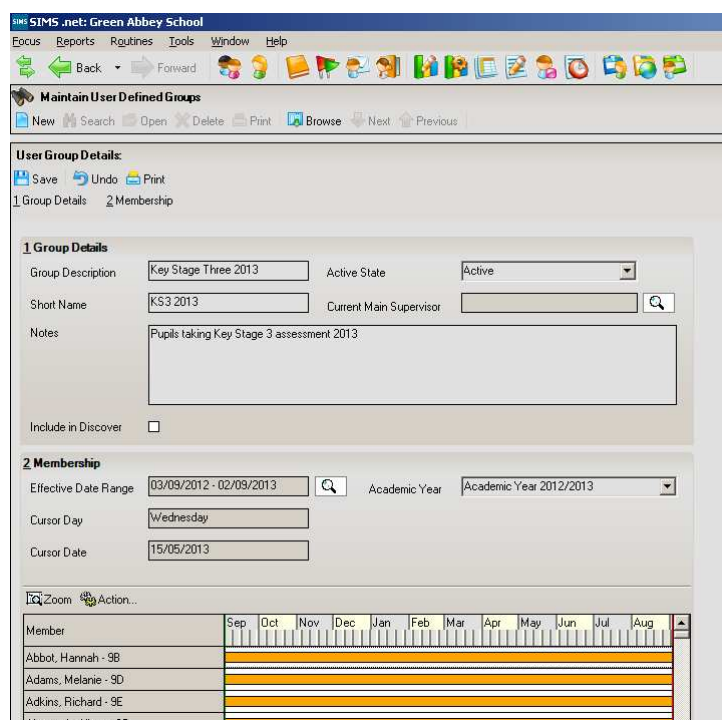 SIMS SIMS .net: Green Abbey School
Focus Reports Routines Tools Window Help
Back Forward
Maintain User Defined Groups
New Search Open Delete Print Browse Next Previous
User Group Details:
Save Undo Print
1 Group Details 2 Membership
1 Group Details
Group Description Key Stage Three 2013 Active State Active
Short Name KS3 2013 Current Main Supervisor
Notes Pupils taking Key Stage 3 assessment 2013
Include in Discover
2 Membership
Effective Date Range 03/09/2012 - 02/09/2013 Academic Year Academic Year 2012/2013
Cursor Day Wednesday
Cursor Date 15/05/2013
Zoom Action...
Member Sep Oct Nov Dec Jan Feb Mar Apr May Jun Jul Aug
Abbot, Hannah - 9B
Adams, Melanie - 9D
Adkins, Richard - 9E